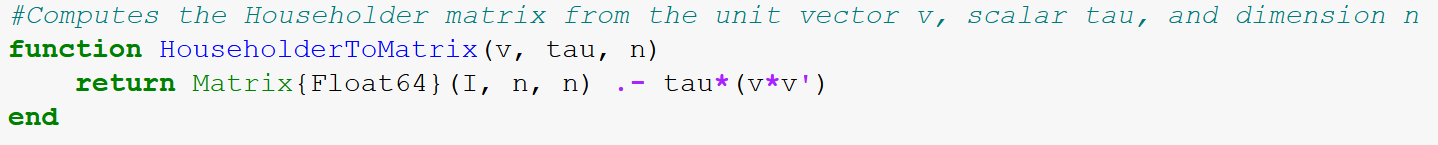 #Computes the Householder matrix from the unit vector v, scalar tau, and dimension n
function HouseholderToMatrix(v, tau, n)
    return Matrix{Float64}(I, n, n) .- tau*(v*v')
end